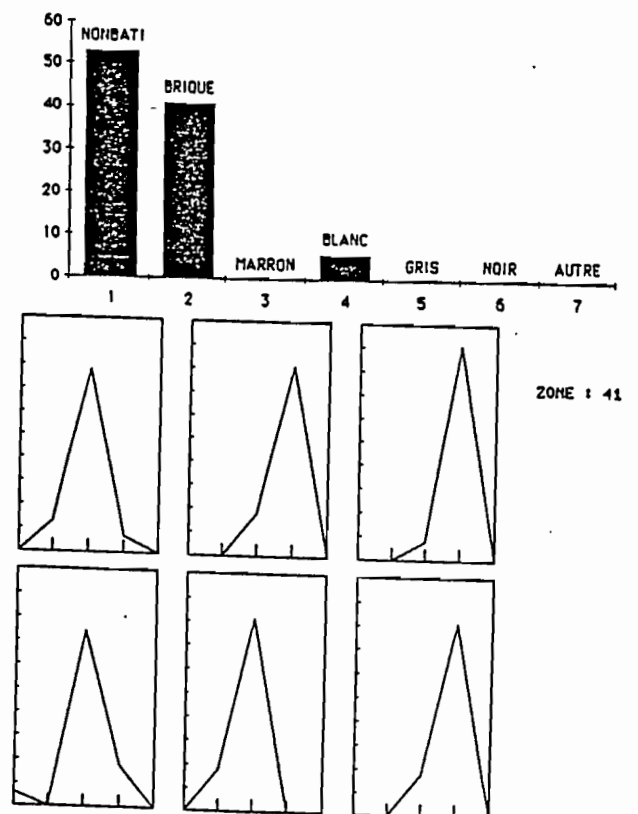 60
NONBATI
50
BRIQUE
40
30
20
10
BLANC
MARRON
GRIS
NOIR
AUTRE
0
1 2 3 4 5 6 7
ZONE : 41